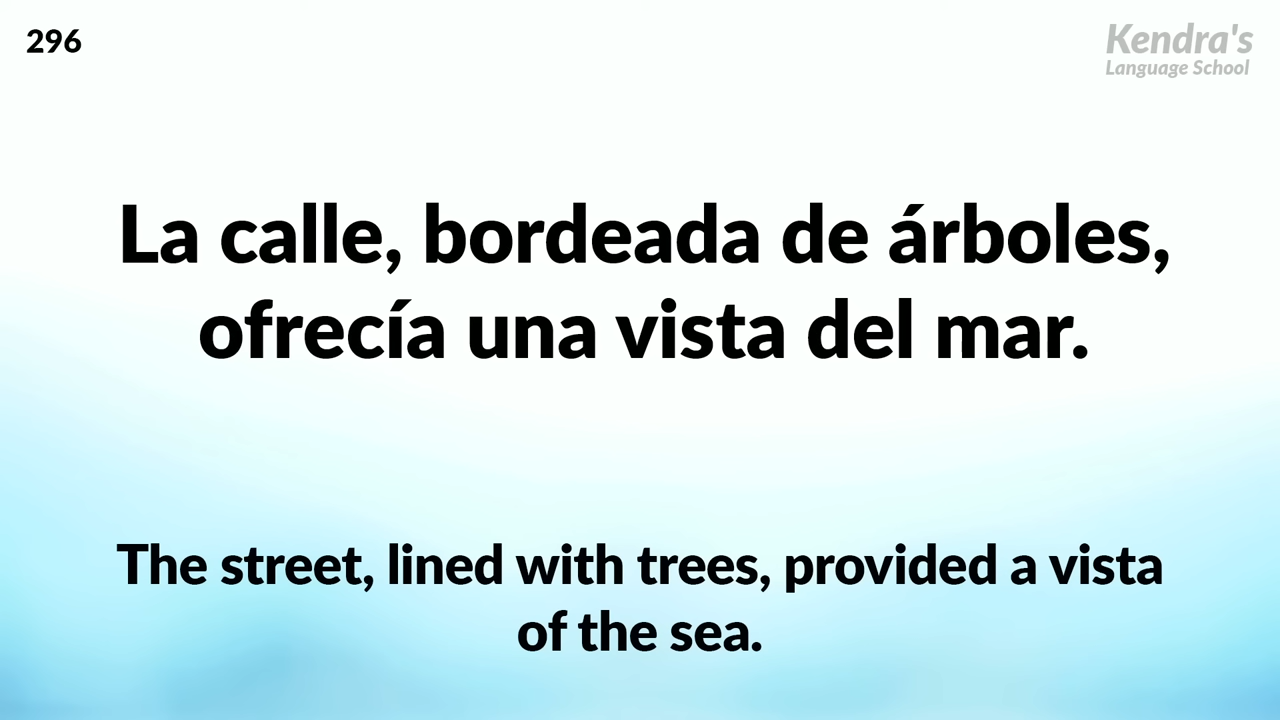 296
Kendra's
Language School
La calle, bordeada de árboles,
ofrecía una vista del mar.
The street, lined with trees, provided a vista
of the sea.